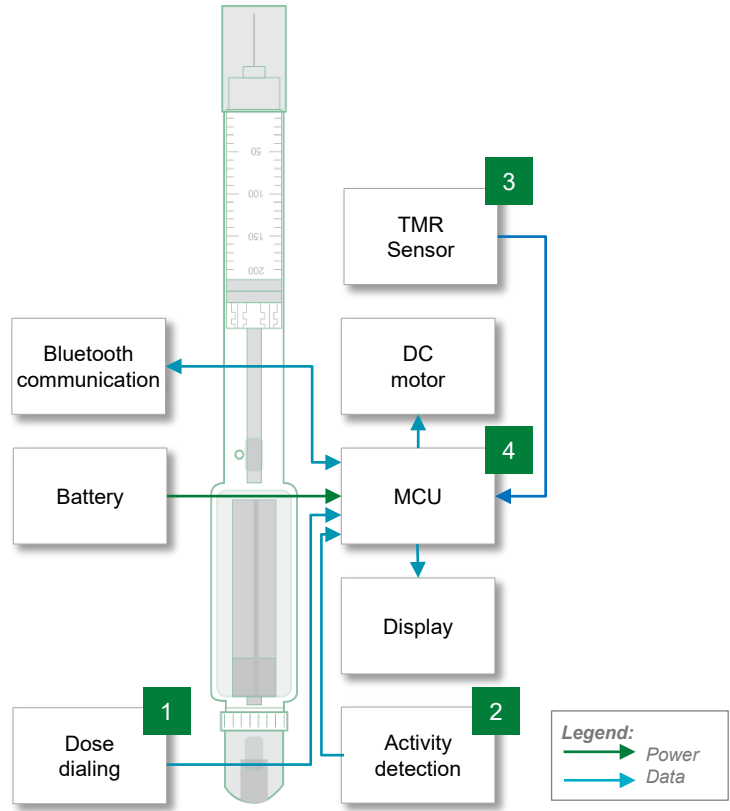 50
100
150
200
3
TMR
Sensor
Bluetooth
communication
DC
motor
4
Battery
MCU
Display
1
Dose
dialing
2
Activity
detection
Legend:
Power
Data